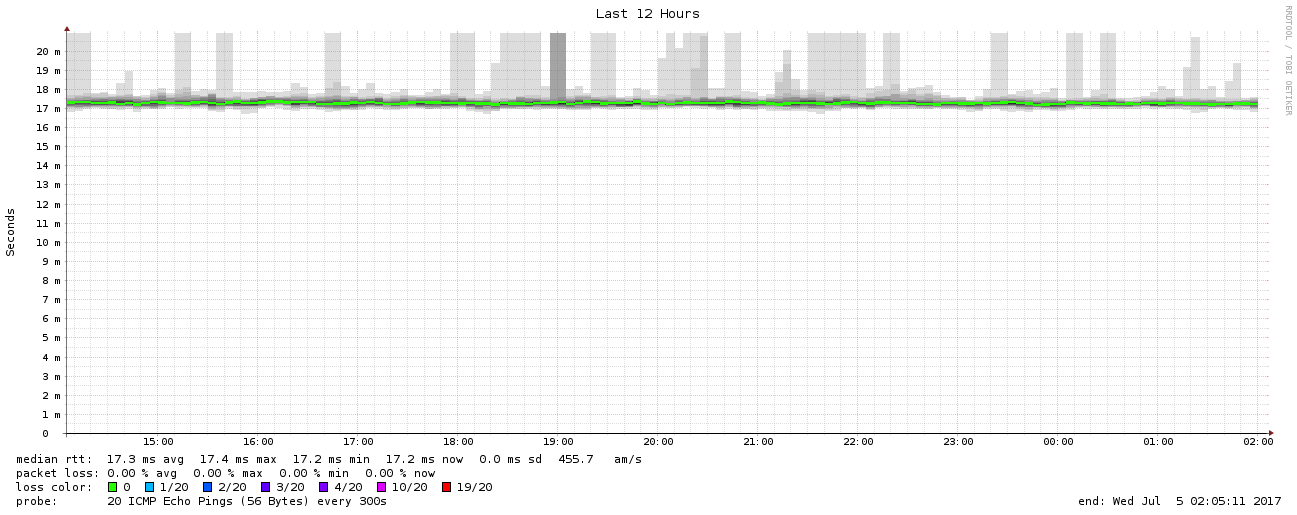 Last 12 Hours
RRDTOOL / TOBI OETIKER
Seconds
20 m
19 m
18 m
17 m
16 m
15 m
14 m
13 m
12 m
11 m
10 m
9 m
8 m
7 m
6 m
5 m
4 m
3 m
2 m
1 m
0
15:00 16:00 17:00 18:00 19:00 20:00 21:00 22:00 23:00 00:00 01:00 02:00
median rtt: 17.3 ms avg 17.4 ms max 17.2 ms min 17.2 ms now 0.0 ms sd 455.7 am/s
packet loss: 0.00 % avg 0.00 % max 0.00 % min 0.00 % now
loss color: 0 1/20 2/20 3/20 4/20 10/20 19/20
probe: 20 ICMP Echo Pings (56 Bytes) every 300s end: Wed Jul 5 02:05:11 2017